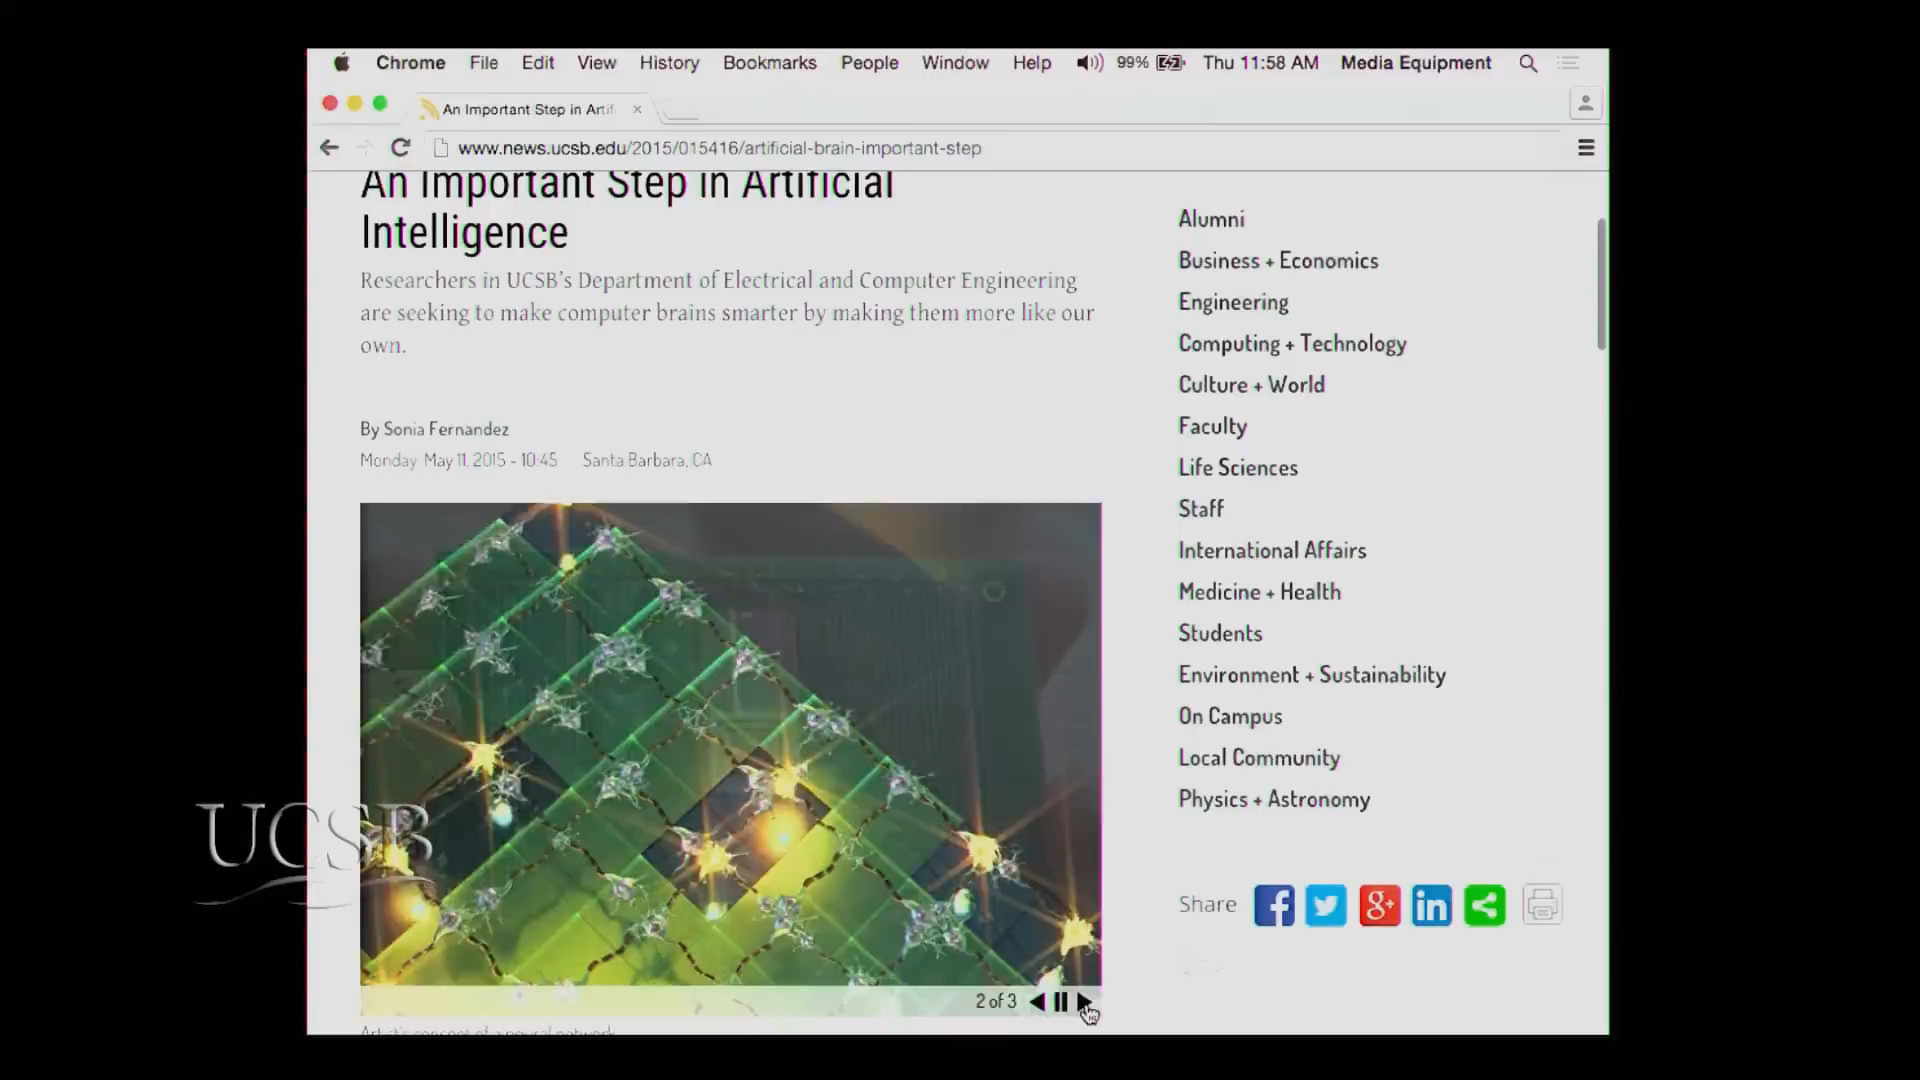 Chrome File Edit View History Bookmarks People Window Help 99% Thu 11:58 AM Media Equipment
An Important Step in Artif
www.news.ucsb.edu/2015/015416/artificial-brain-important-step
An Important Step in Artificial
Intelligence
Researchers in UCSB's Department of Electrical and Computer Engineering
are seeking to make computer brains smarter by making them more like our
own.
By Sonia Fernandez
Monday, May 11, 2015 - 10:45 Santa Barbara, CA
2 of 3
Artist's concept of a neural network
Alumni
Business + Economics
Engineering
Computing + Technology
Culture + World
Faculty
Life Sciences
Staff
International Affairs
Medicine + Health
Students
Environment + Sustainability
On Campus
Local Community
Physics + Astronomy
Share
UCSB